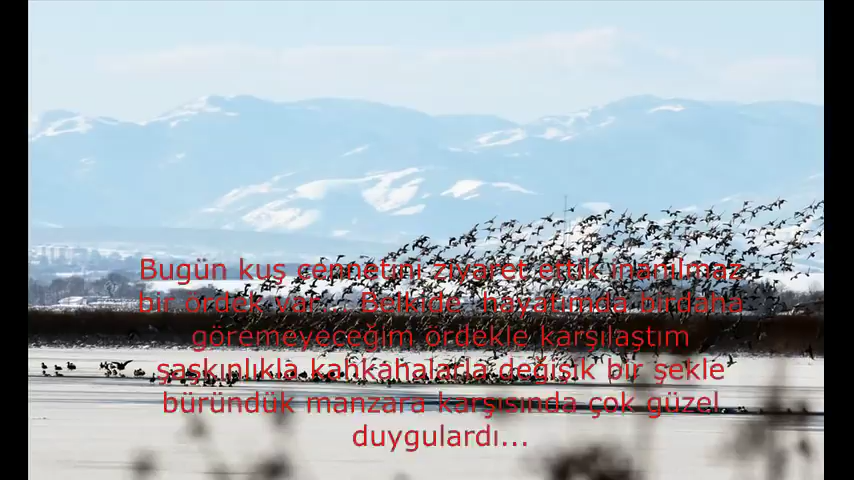 Bugün kuş cennetini ziyaret ettik inanılmaz
bir ördek var... Belkide  hayatımda birdaha
göremeyeceğim ördekle karşılaştım
şaşkınlıkla kahkahalarla değişik bir şekle
büründük manzara karşısında çok güzel
duygulardı...